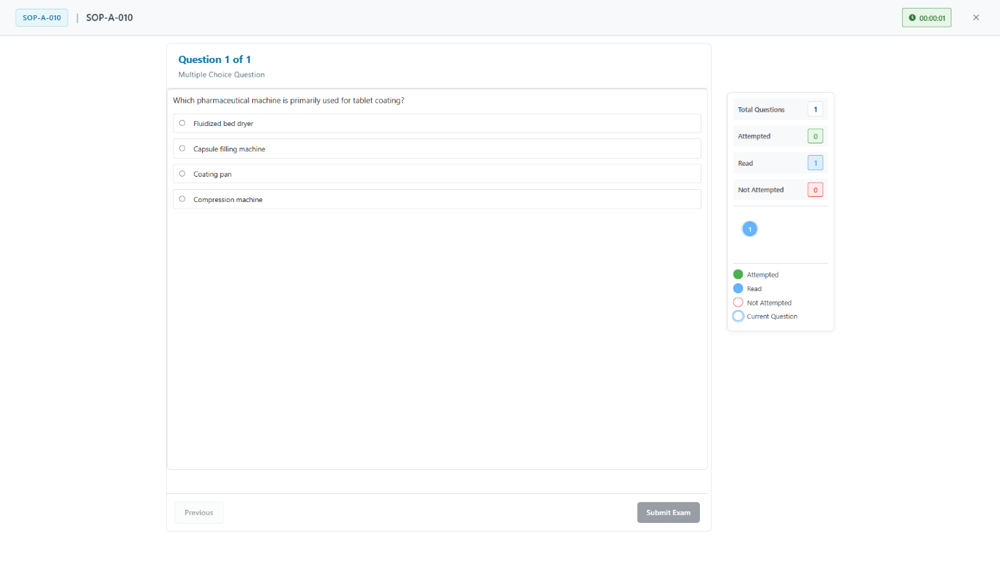 SOP-A-010 | SOP-A-010
00:00:01 ×
Question 1 of 1
Multiple Choice Question
Which pharmaceutical machine is primarily used for tablet coating?
Fluidized bed dryer
Capsule filling machine
Coating pan
Compression machine
Previous
Submit Exam
Total Questions 1
Attempted 0
Read 1
Not Attempted 0
1
Attempted
Read
Not Attempted
Current Question